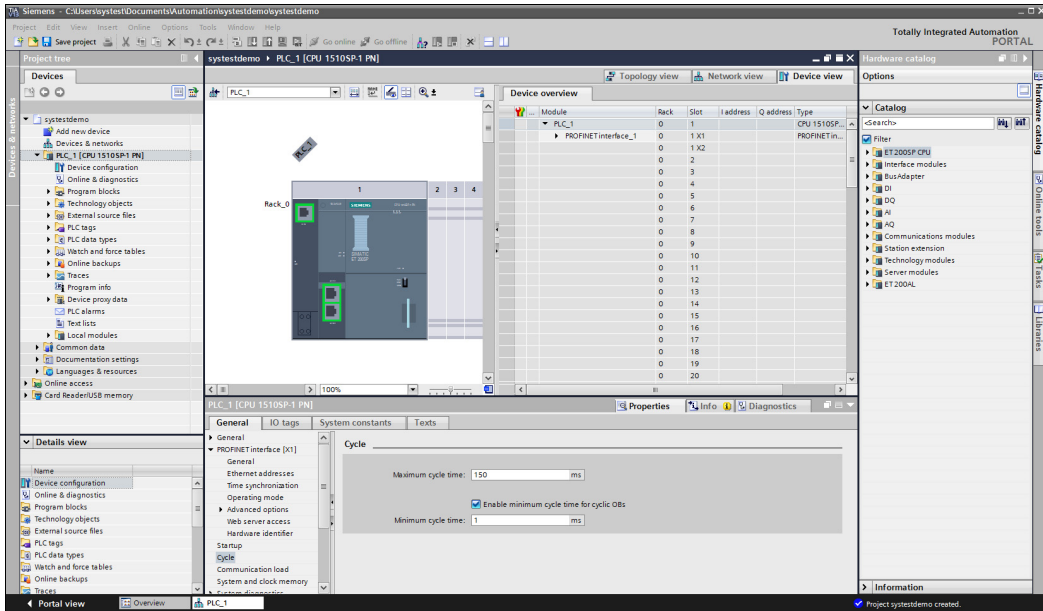 Siemens - C:\Users\systest\Documents\Automation\systestdemo\systestdemo
Project Edit View Insert Online Options Tools Window Help
Totally Integrated Automation
PORTAL
Save project Go online Go offline
Project tree
systestdemo PLC_1 [CPU 1510SP-1 PN]
Hardware catalog
Devices
Topology view Network view Device view
Options
PLC_1
Device overview
Module Rack Slot I address Q address Type
PLC_1 0 1 CPU 1510SP...
PROFINET interface_1 0 1 X1 PROFINET in...
0 1 X2
0 2
0 3
0 4
0 5
0 6
0 7
0 8
0 9
0 10
0 11
0 12
0 13
0 14
0 15
0 16
0 17
0 18
0 19
0 20
Catalog
<Search>
Filter
ET 200SP CPU
Interface modules
BusAdapter
DI
DQ
AI
AQ
Communications modules
Station extension
Technology modules
Server modules
ET 200AL
Information
Hardware catalog
Online tools
Tasks
Libraries
Devices & networks
systestdemo
Add new device
Devices & networks
PLC_1 [CPU 1510SP-1 PN]
Device configuration
Online & diagnostics
Program blocks
Technology objects
External source files
PLC tags
PLC data types
Watch and force tables
Online backups
Traces
Program info
Device proxy data
PLC alarms
Text lists
Local modules
Common data
Documentation settings
Languages & resources
Online access
Card Reader/USB memory
PLC_1
1 2 3 4
Rack_0
SIEMENS
SIMATIC
ET 200SP
100%
Details view
Name
Device configuration
Online & diagnostics
Program blocks
Technology objects
External source files
PLC tags
PLC data types
Watch and force tables
Online backups
Traces
PLC_1 [CPU 1510SP-1 PN]
Properties Info Diagnostics
General IO tags System constants Texts
General
PROFINET interface [X1]
General
Ethernet addresses
Time synchronization
Operating mode
Advanced options
Web server access
Hardware identifier
Startup
Cycle
Communication load
System and clock memory
System diagnostics
Cycle
Maximum cycle time: 150 ms
Enable minimum cycle time for cyclic OBs
Minimum cycle time: 1 ms
Portal view Overview PLC_1
Project systestdemo created.